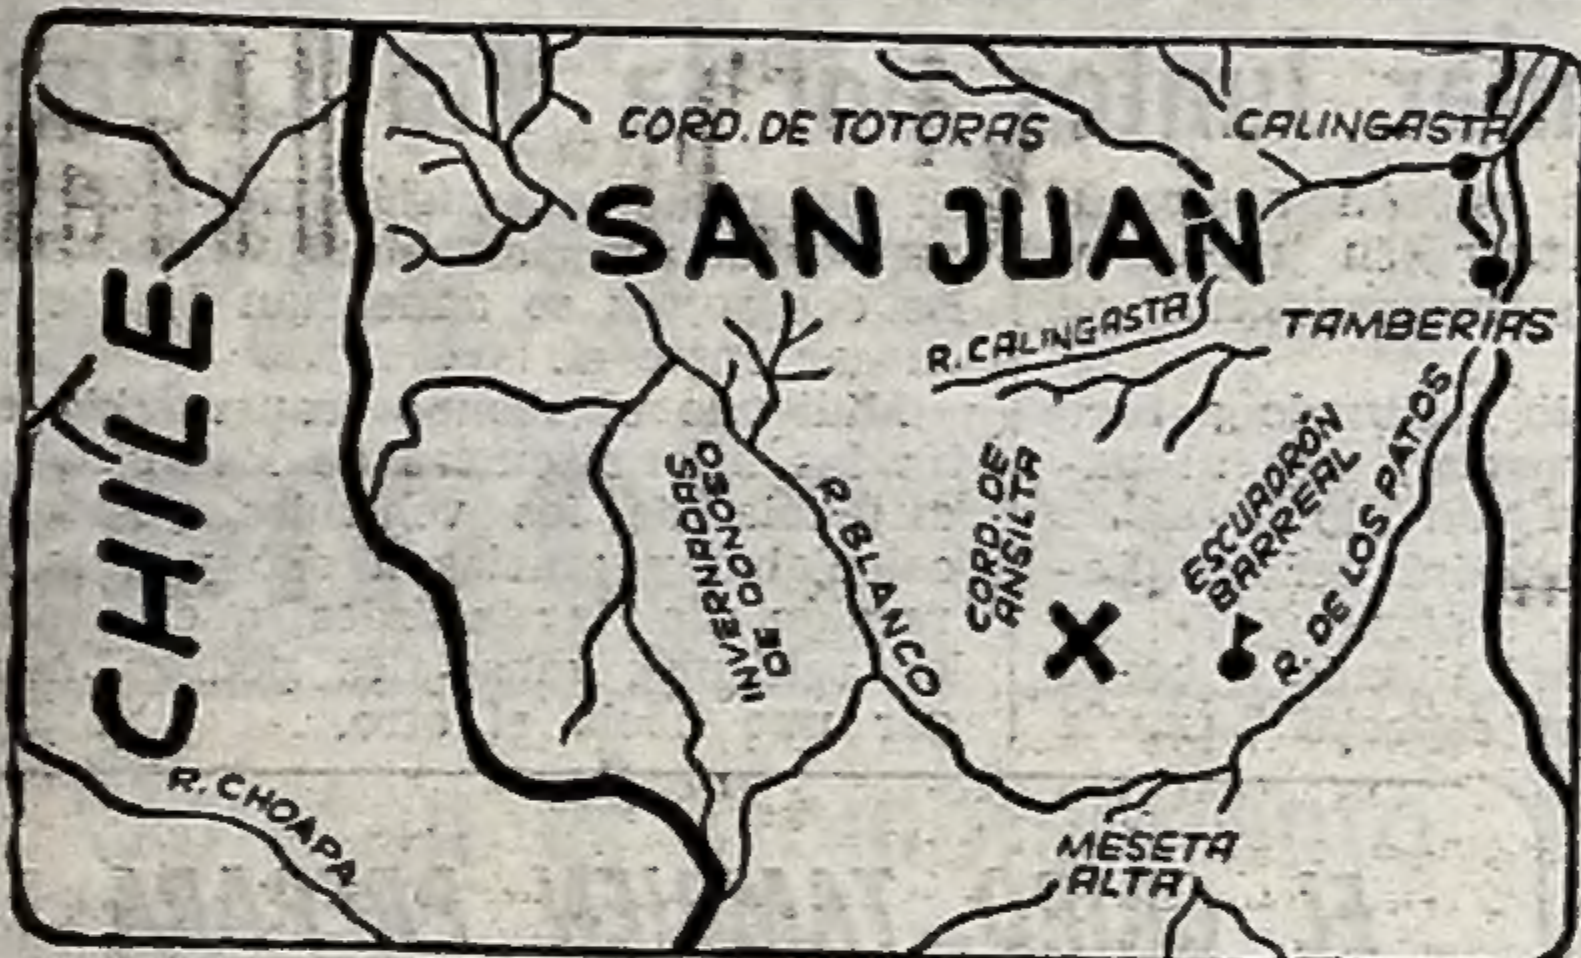 CORD. DE TOTORAS
CALINGASTA
SAN JUAN
CHILE
R. CALINGASTA
TAMBERIAS
INVERNADAS
DE DONOSO
R. BLANCO
CORD. DE
ANSILTA
X
ESCUADRÓN
BARREAL
R. DE LOS PATOS
R. CHOAPA
MESETA
ALTA